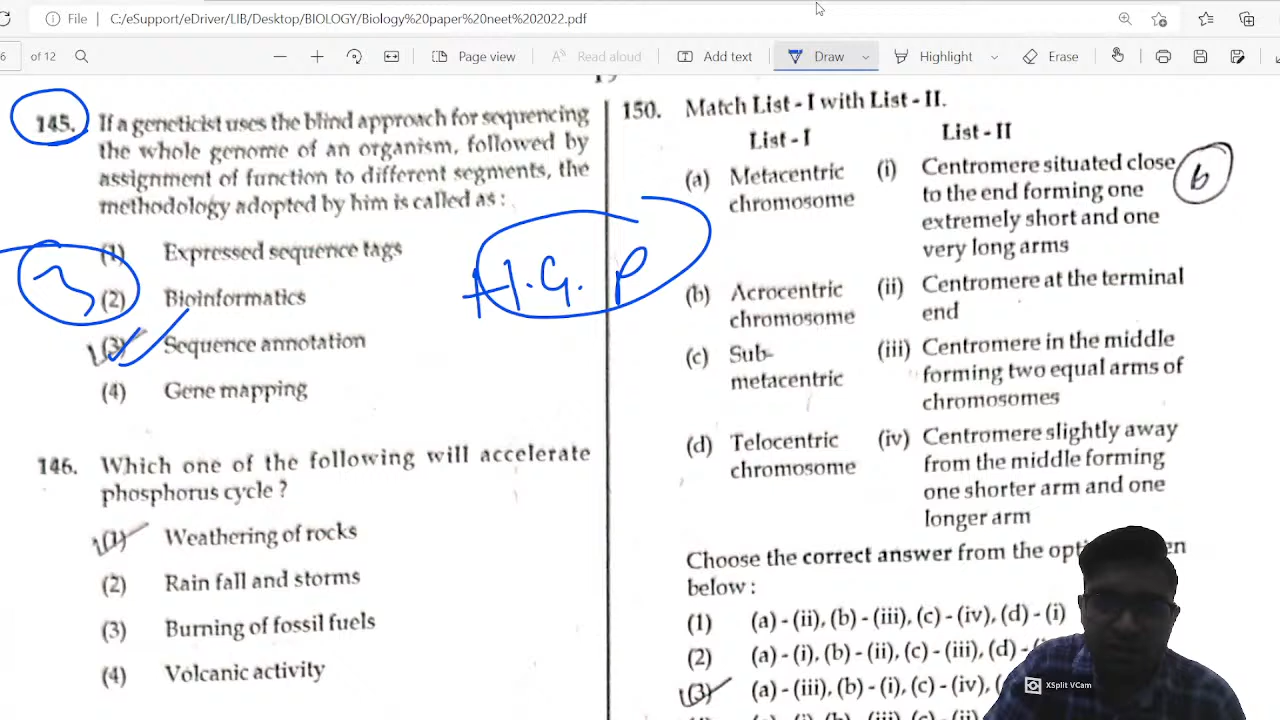 File
C:/eSupport/eDriver/LIB/Desktop/BIOLOGY/Biology%20paper%20neet%202022.pdf
6 of 12
Page view
Read aloud
Add text
Draw
Highlight
Erase
19
145. If a geneticist uses the blind approach for sequencing
the whole genome of an organism, followed by
assignment of function to different segments, the
methodology adopted by him is called as :
(1) Expressed sequence tags
(2) Bioinformatics
(3) Sequence annotation
(4) Gene mapping
3
H.G.P
146. Which one of the following will accelerate
phosphorus cycle ?
(1) Weathering of rocks
(2) Rain fall and storms
(3) Burning of fossil fuels
(4) Volcanic activity
150. Match List - I with List - II.
List - I List - II
(a) Metacentric (i) Centromere situated close
chromosome to the end forming one
extremely short and one
very long arms
b
(b) Acrocentric (ii) Centromere at the terminal
chromosome end
(c) Sub- (iii) Centromere in the middle
metacentric forming two equal arms of
chromosomes
(d) Telocentric (iv) Centromere slightly away
chromosome from the middle forming
one shorter arm and one
longer arm
Choose the correct answer from the
below :
(1) (a) - (ii), (b) - (iii), (c) - (iv), (d) - (i)
(2) (a) - (i), (b) - (ii), (c) - (iii), (d) -
(3) (a) - (iii), (b) - (i), (c) - (iv),
XSplit VCam